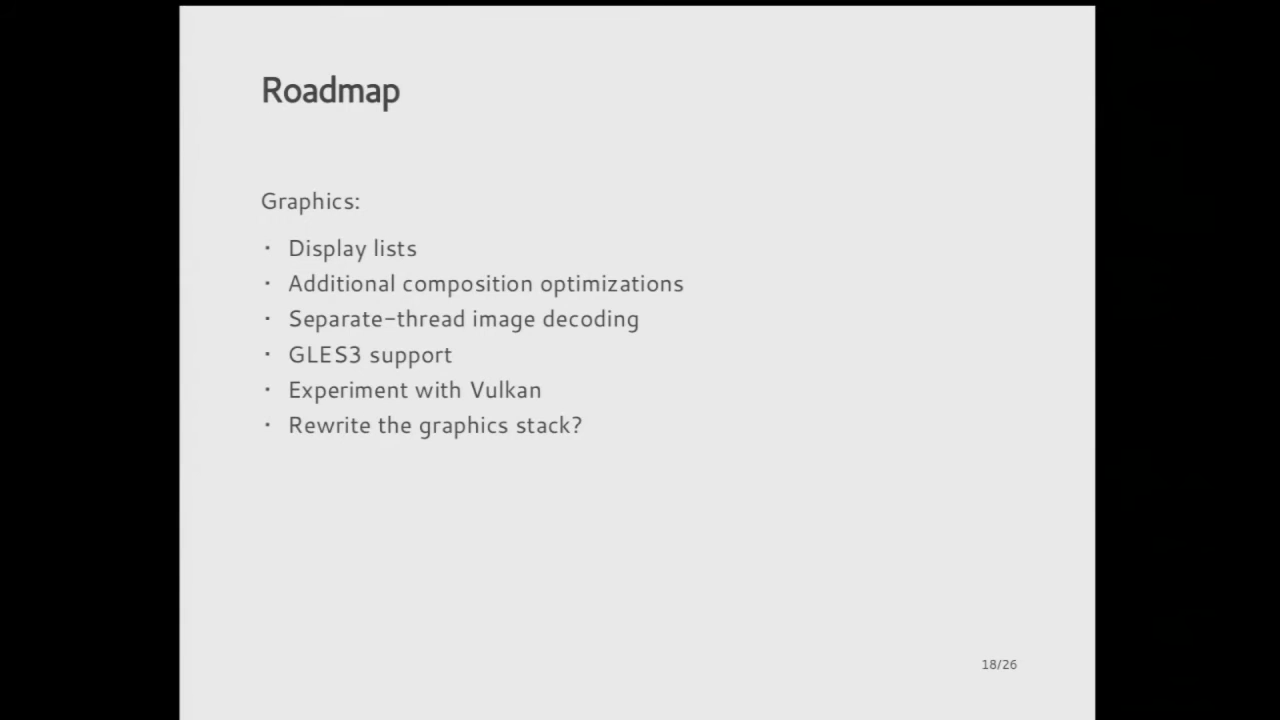 Roadmap
Graphics:
· Display lists
· Additional composition optimizations
· Separate-thread image decoding
· GLES3 support
· Experiment with Vulkan
· Rewrite the graphics stack?
18/26